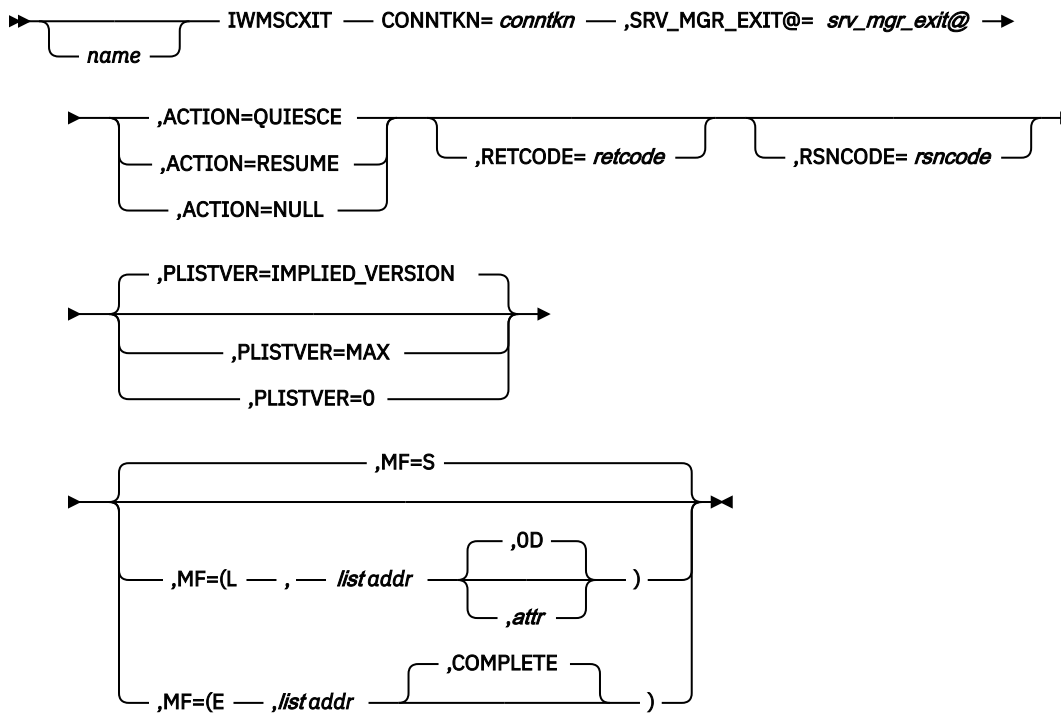 IWMSCXIT CONNTKN= conntkn ,SRV_MGR_EXIT@= srv_mgr_exit@
name
,ACTION=QUIESCE
,RETCODE= retcode ,RSNCODE= rsncode
,ACTION=RESUME
,ACTION=NULL
,PLISTVER=IMPLIED_VERSION
,PLISTVER=MAX
,PLISTVER=0
,MF=S
,0D
,MF=(L , list addr )
,attr
,COMPLETE
,MF=(E ,list addr )